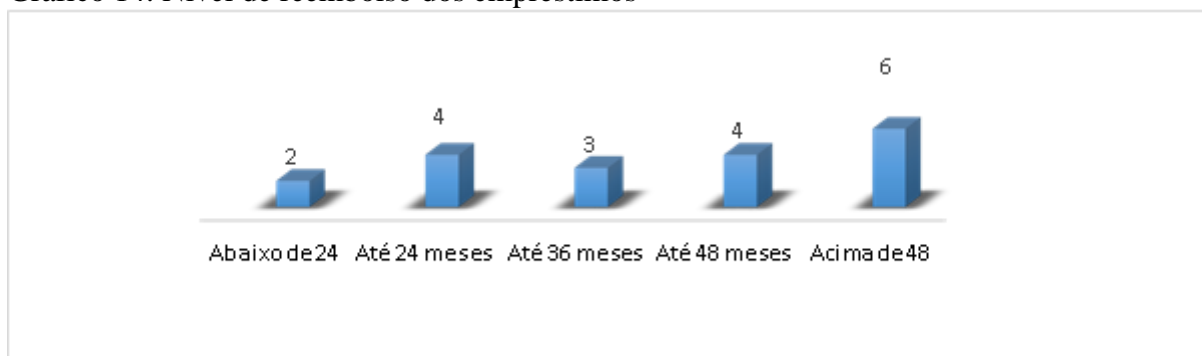 Gráfico 14: Nível de reembolso dos empréstimos
6
4
4
3
2
Abaixo de 24 Até 24 meses Até 36 meses Até 48 meses Acima de 48